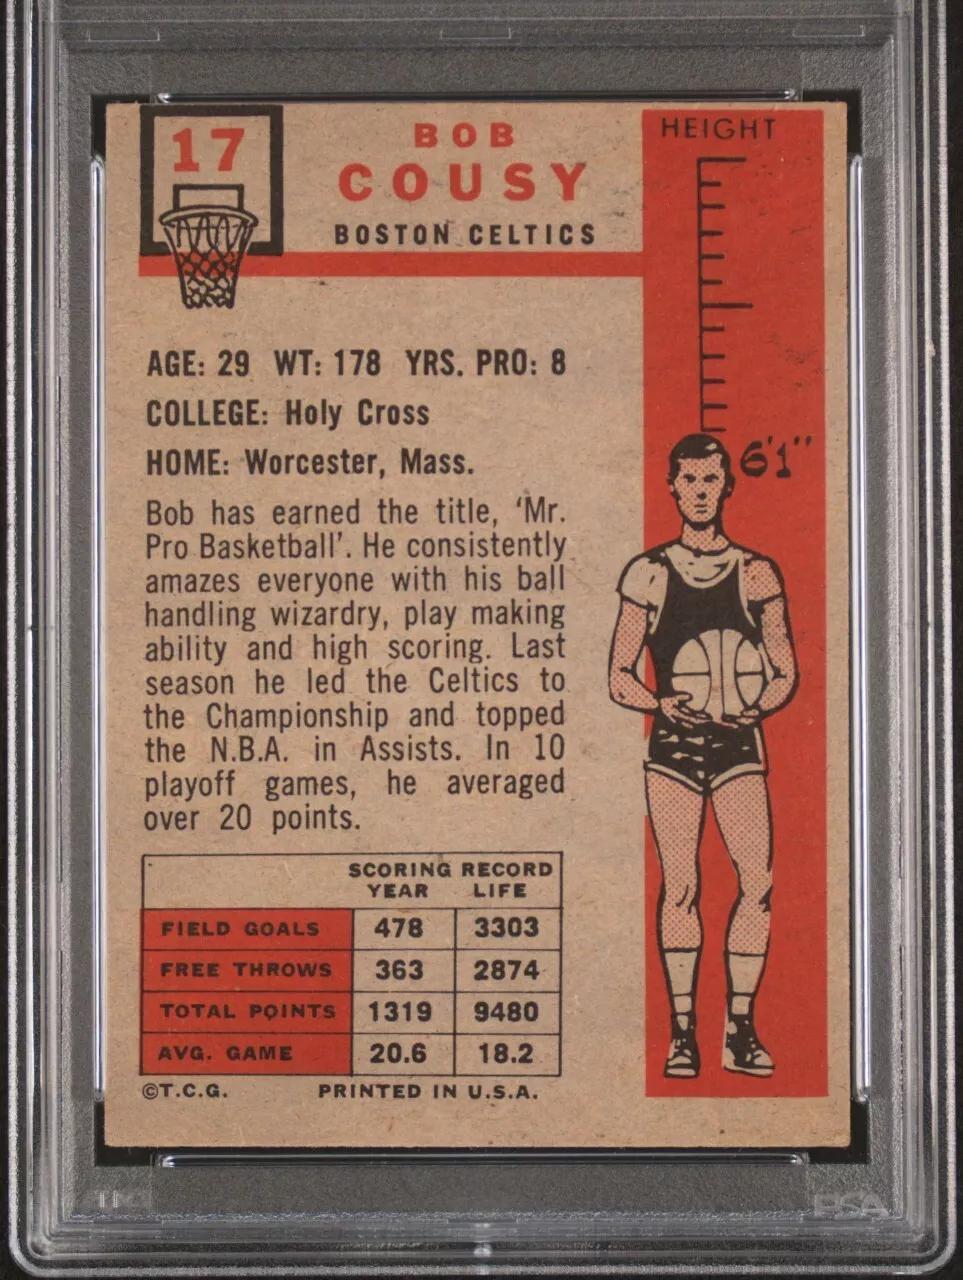 17
BOB
COUSY
BOSTON CELTICS
HEIGHT
6'1"
AGE: 29 WT: 178 YRS. PRO: 8
COLLEGE: Holy Cross
HOME: Worcester, Mass.
Bob has earned the title, 'Mr.
Pro Basketball'. He consistently
amazes everyone with his ball
handling wizardry, play making
ability and high scoring. Last
season he led the Celtics to
the Championship and topped
the N.B.A. in Assists. In 10
playoff games, he averaged
over 20 points.
SCORING RECORD
YEAR LIFE
FIELD GOALS 478 3303
FREE THROWS 363 2874
TOTAL POINTS 1319 9480
AVG. GAME 20.6 18.2
©T.C.G. PRINTED IN U.S.A.